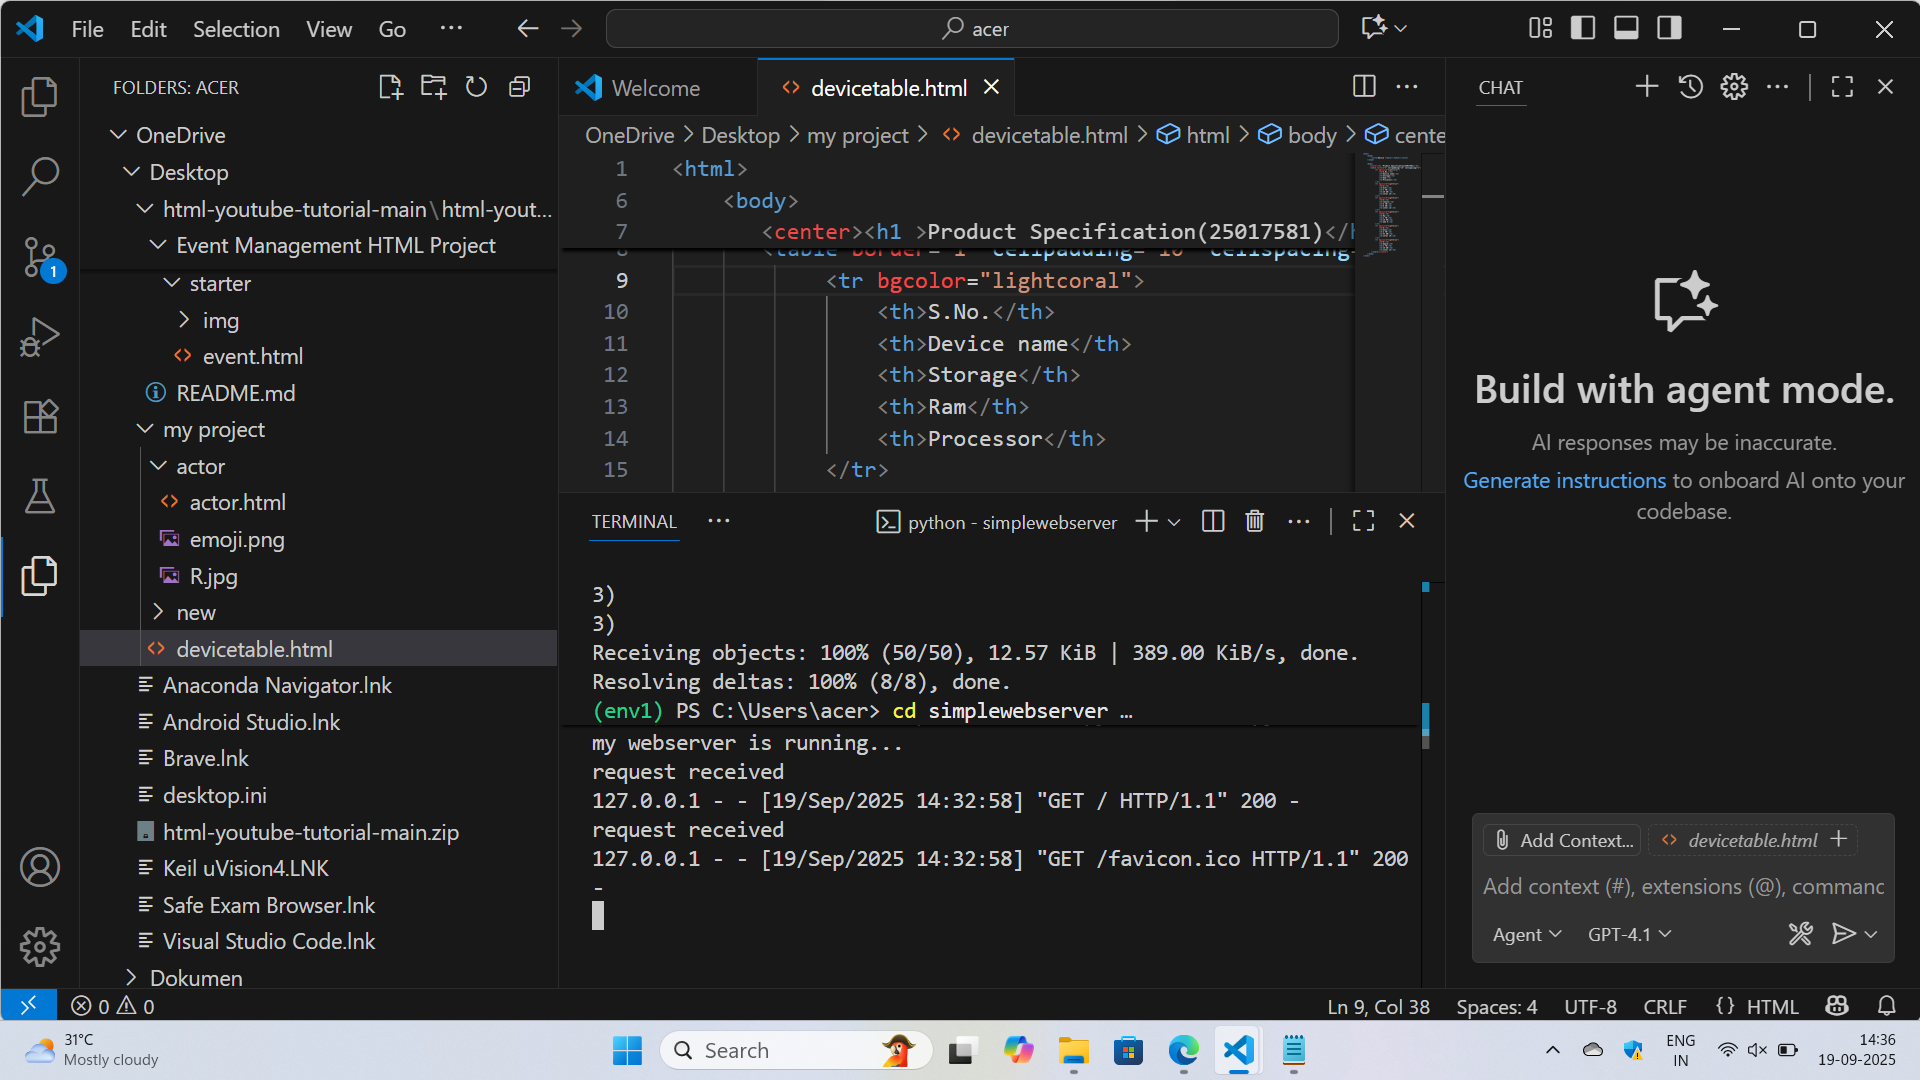 File Edit Selection View Go ··· acer
FOLDERS: ACER
OneDrive
Desktop
html-youtube-tutorial-main\html-yout...
Event Management HTML Project
starter
img
event.html
README.md
my project
actor
actor.html
emoji.png
R.jpg
new
devicetable.html
Anaconda Navigator.lnk
Android Studio.lnk
Brave.lnk
desktop.ini
html-youtube-tutorial-main.zip
Keil uVision4.LNK
Safe Exam Browser.lnk
Visual Studio Code.lnk
Dokumen
1
Welcome devicetable.html
OneDrive > Desktop > my project > devicetable.html > html > body > cente
1 <html>
6 <body>
7 <center><h1 >Product Specification(25017581)</h
8 <table border="1" cellpadding="10" cellspacing=
9 <tr bgcolor="lightcoral">
10 <th>S.No.</th>
11 <th>Device name</th>
12 <th>Storage</th>
13 <th>Ram</th>
14 <th>Processor</th>
15 </tr>
TERMINAL ··· python - simplewebserver
3)
3)
Receiving objects: 100% (50/50), 12.57 KiB | 389.00 KiB/s, done.
Resolving deltas: 100% (8/8), done.
(env1) PS C:\Users\acer> cd simplewebserver …
my webserver is running...
request received
127.0.0.1 - - [19/Sep/2025 14:32:58] "GET / HTTP/1.1" 200 -
request received
127.0.0.1 - - [19/Sep/2025 14:32:58] "GET /favicon.ico HTTP/1.1" 200
-
CHAT
Build with agent mode.
AI responses may be inaccurate.
Generate instructions to onboard AI onto your
codebase.
Add Context... devicetable.html +
Add context (#), extensions (@), commanc
Agent GPT-4.1
0 0 Ln 9, Col 38 Spaces: 4 UTF-8 CRLF {} HTML
31°C
Mostly cloudy
Search
ENG
IN
14:36
19-09-2025